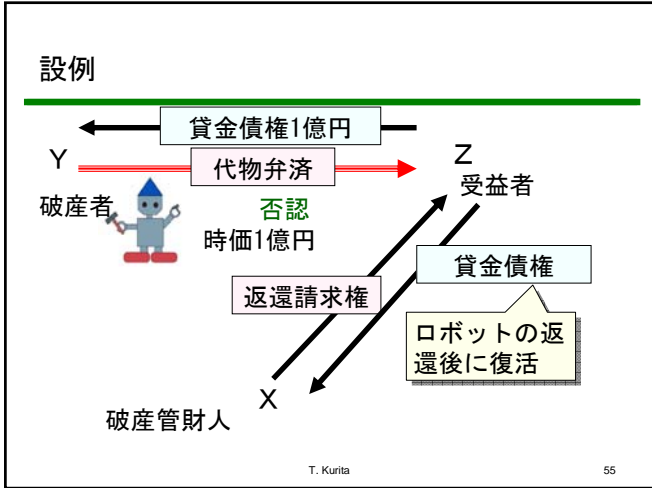 設例
貸金債権1億円
Y
代物弁済
Z
受益者
破産者
否認
時価1億円
返還請求権
貸金債権
ロボットの返
還後に復活
X
破産管財人
T. Kurita
55